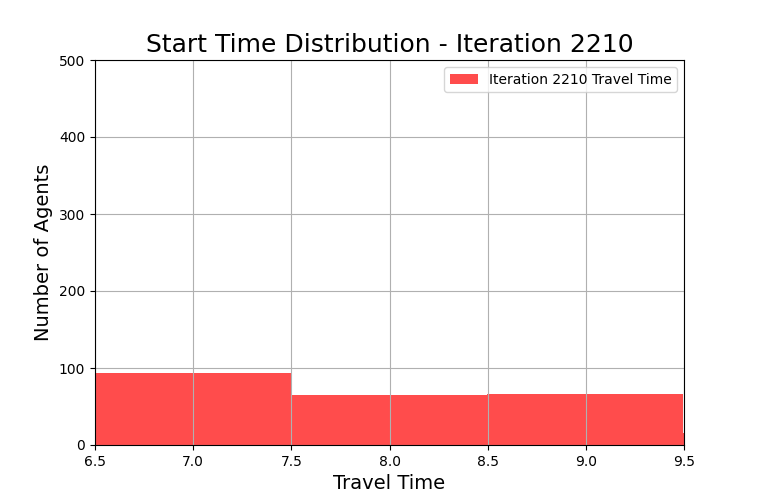 Start Time Distribution - Iteration 2210
Iteration 2210 Travel Time
Number of Agents
500
400
300
200
100
0
6.5 7.0 7.5 8.0 8.5 9.0 9.5
Travel Time